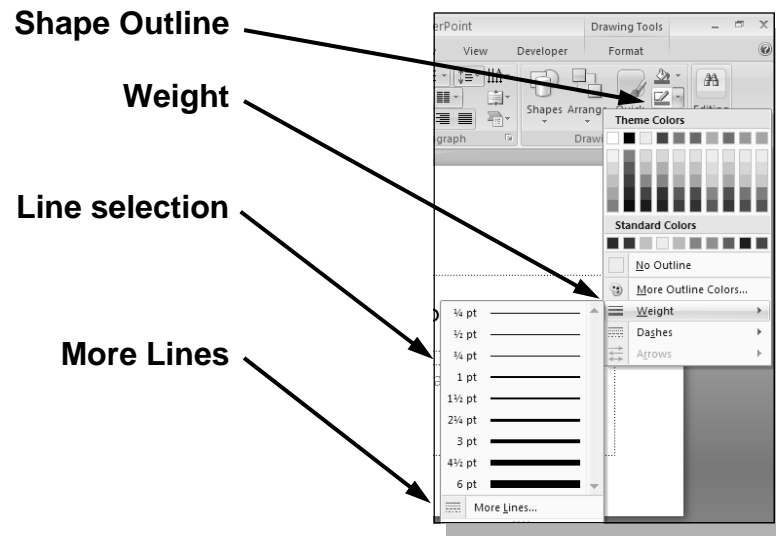 Shape Outline
Weight
Line selection
More Lines
erPoint
Drawing Tools
View Developer Format
Shapes Arrange Quick Editing
agraph
Drawi
Theme Colors
Standard Colors
No Outline
More Outline Colors...
Weight
Dashes
Arrows
¼ pt
½ pt
¾ pt
1 pt
1½ pt
2¼ pt
3 pt
4½ pt
6 pt
More Lines...